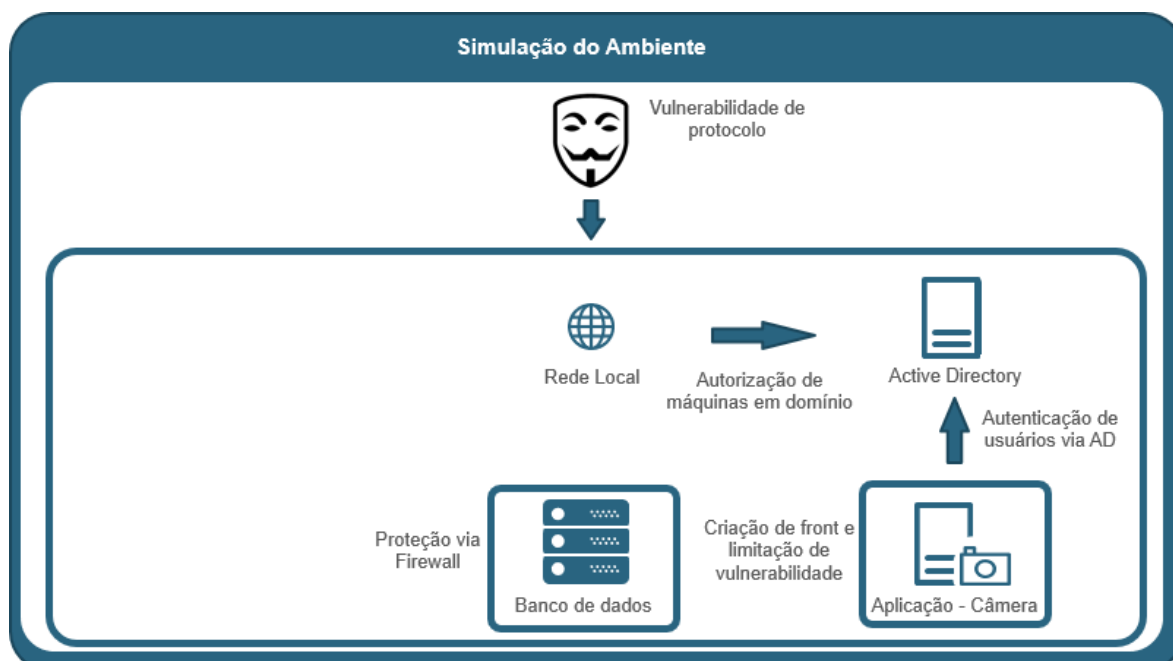 Simulação do Ambiente
Vulnerabilidade de
protocolo
Rede Local
Autorização de
máquinas em domínio
Active Directory
Autenticação de
usuários via AD
Proteção via
Firewall
Banco de dados
Criação de front e
limitação de
vulnerabilidade
Aplicação - Câmera